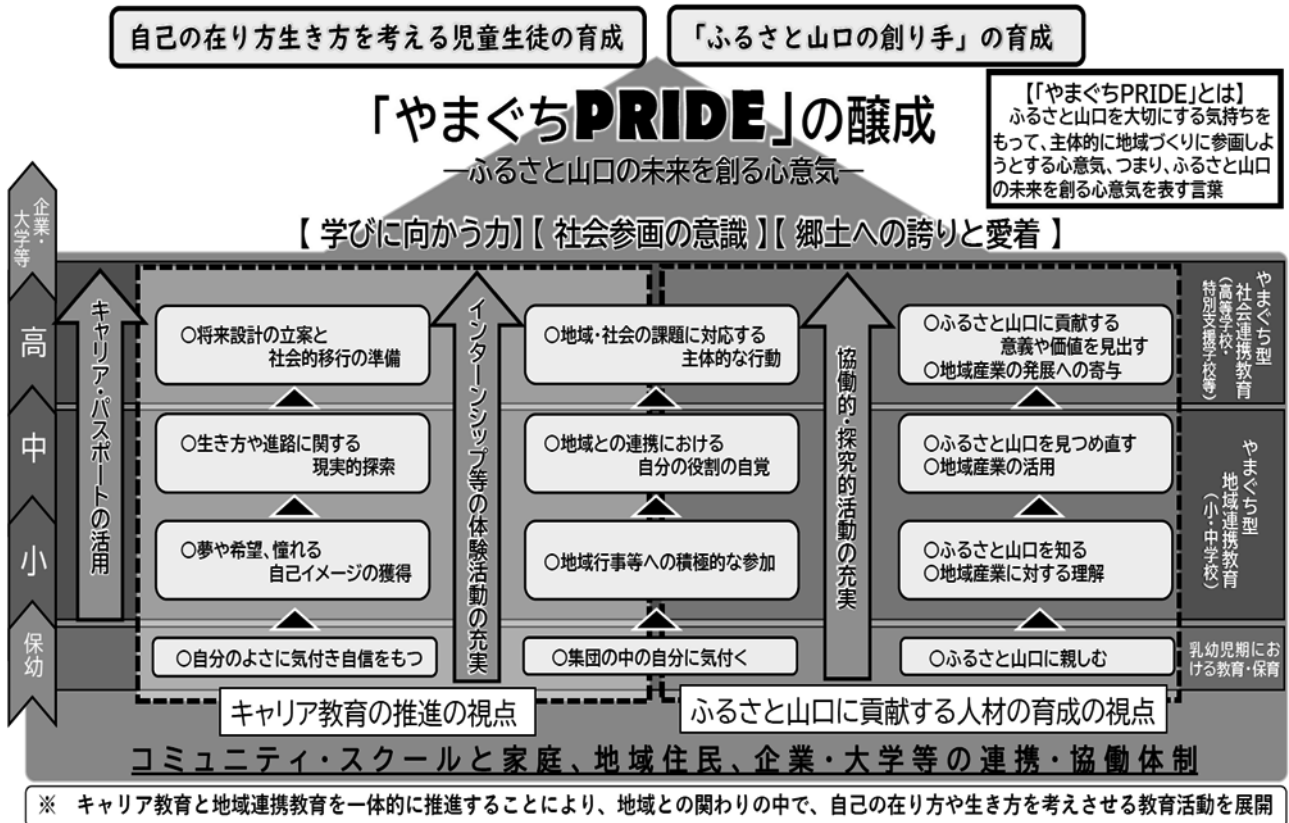 自己の在り方生き方を考える児童生徒の育成
「ふるさと山口の創り手」の育成
「やまぐちPRIDE」の醸成
―ふるさと山口の未来を創る心意気―
【「やまぐちPRIDE」とは】
ふるさと山口を大切にする気持ちを
もって、主体的に地域づくりに参画しよ
うとする心意気、つまり、ふるさと山口
の未来を創る心意気を表す言葉
【 学びに向かう力】【 社会参画の意識 】【 郷土への誇りと愛着 】
企業・
大学等
高
中
小
保
幼
キャリア・パスポートの活用
○将来設計の立案と
社会的移行の準備
○生き方や進路に関する
現実的探索
○夢や希望、憧れる
自己イメージの獲得
○自分のよさに気付き自信をもつ
インターンシップ等の体験活動の充実
○地域・社会の課題に対応する
主体的な行動
○地域との連携における
自分の役割の自覚
○地域行事等への積極的な参加
○集団の中の自分に気付く
協働的・探究的活動の充実
○ふるさと山口に貢献する
意義や価値を見出す
○地域産業の発展への寄与
○ふるさと山口を見つめ直す
○地域産業の活用
○ふるさと山口を知る
○地域産業に対する理解
○ふるさと山口に親しむ
やまぐち型
社会連携教育
（高等学校・
特別支援学校等）
やまぐち型
地域連携教育
（小・中学校）
乳幼児期にお
ける教育・保育
キャリア教育の推進の視点
ふるさと山口に貢献する人材の育成の視点
コミュニティ・スクールと家庭、地域住民、企業・大学等の連携・協働体制
※　キャリア教育と地域連携教育を一体的に推進することにより、地域との関わりの中で、自己の在り方や生き方を考えさせる教育活動を展開